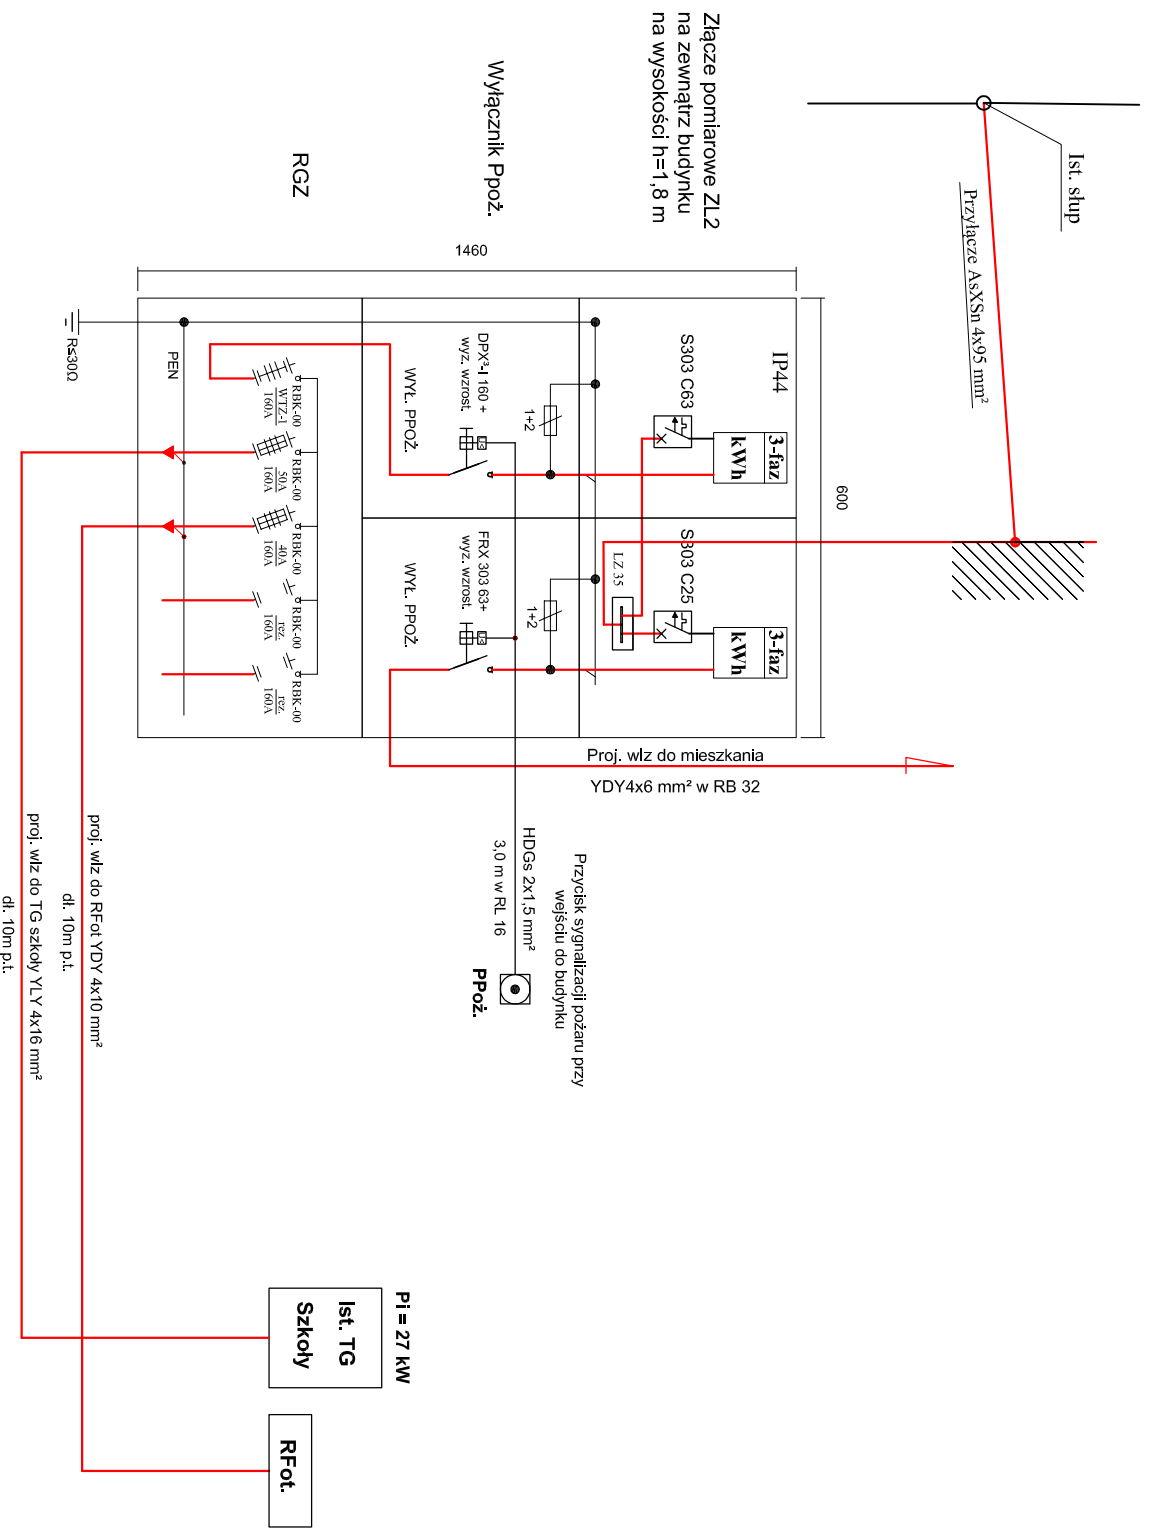 Ist. słup
Przyłącze AsXSn 4x95 mm²
Złącze pomiarowe ZL2
na zewnątrz budynku
na wysokości h=1,8 m
Wyłącznik Ppoż.
RGZ
1460
600
IP44
3-faz
kWh
S303 C63
3-faz
kWh
S303 C25
LZ 35
1+2
1+2
DPX³-I 160 +
wyz. wzrost.
U<
WYŁ. PPOŻ.
FRX 303 63+
wyz. wzrost.
U<
WYŁ. PPOŻ.
RBK-00
WTZ-1
160A
RBK-00
50A
160A
RBK-00
40A
160A
RBK-00
rez.
160A
RBK-00
rez.
160A
PEN
R≤30Ω
Proj. wlz do mieszkania
YDY4x6 mm² w RB 32
Przycisk sygnalizacji pożaru przy
wejściu do budynku
HDGs 2x1,5 mm²
3,0 m w RL 16
PPoż.
proj. wlz do RFot YDY 4x10 mm²
dł. 10m p.t.
proj. wlz do TG szkoły YLY 4x16 mm²
dł. 10m p.t.
Pi = 27 kW
Ist. TG
Szkoły
RFot.